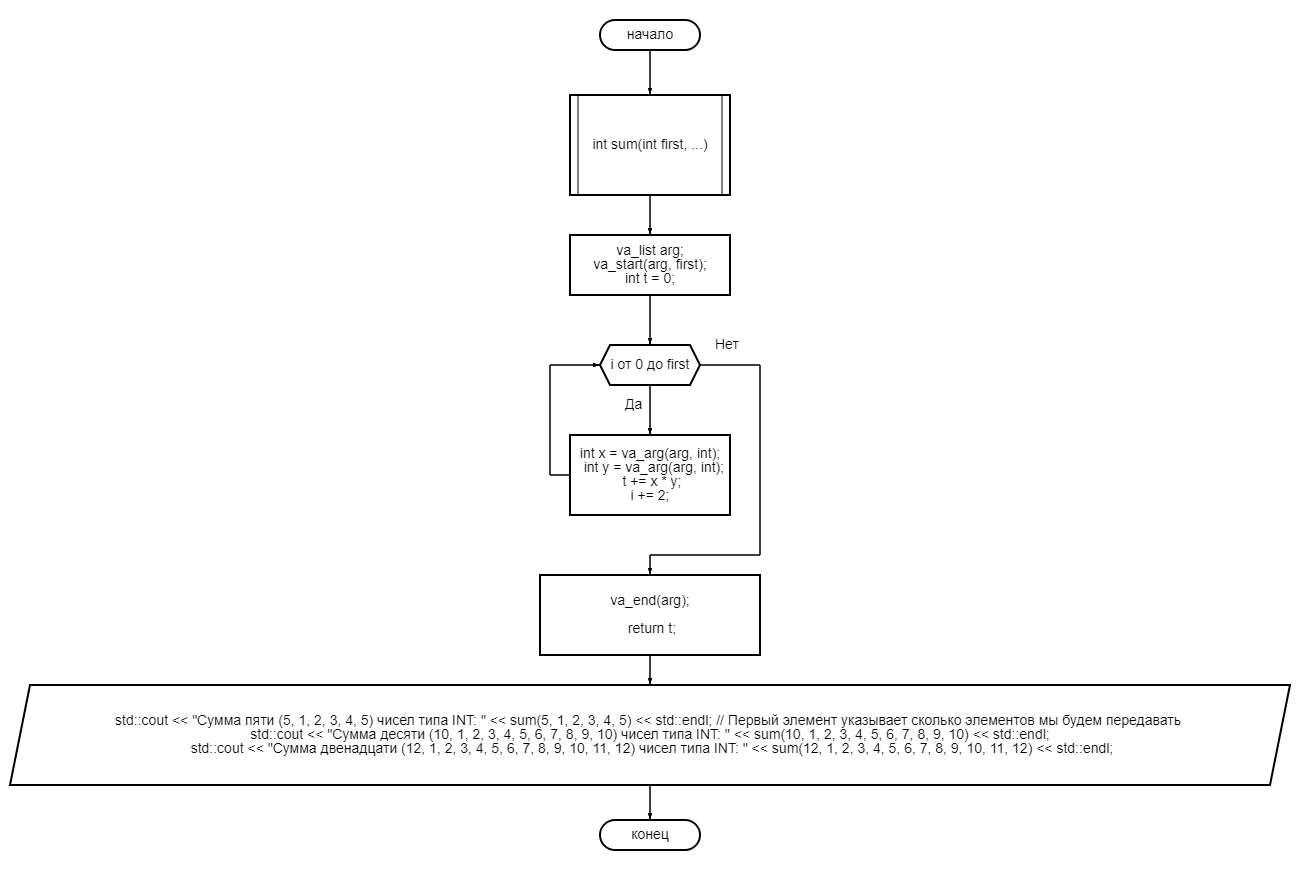 начало
int sum(int first, ...)
va_list arg;
va_start(arg, first);
int t = 0;
Нет
i от 0 до first
Да
int x = va_arg(arg, int);
int y = va_arg(arg, int);
t += x * y;
i += 2;
va_end(arg);
return t;
std::cout << "Сумма пяти (5, 1, 2, 3, 4, 5) чисел типа INT: " << sum(5, 1, 2, 3, 4, 5) << std::endl; // Первый элемент указывает сколько элементов мы будем передавать
std::cout << "Сумма десяти (10, 1, 2, 3, 4, 5, 6, 7, 8, 9, 10) чисел типа INT: " << sum(10, 1, 2, 3, 4, 5, 6, 7, 8, 9, 10) << std::endl;
std::cout << "Сумма двенадцати (12, 1, 2, 3, 4, 5, 6, 7, 8, 9, 10, 11, 12) чисел типа INT: " << sum(12, 1, 2, 3, 4, 5, 6, 7, 8, 9, 10, 11, 12) << std::endl;
конец